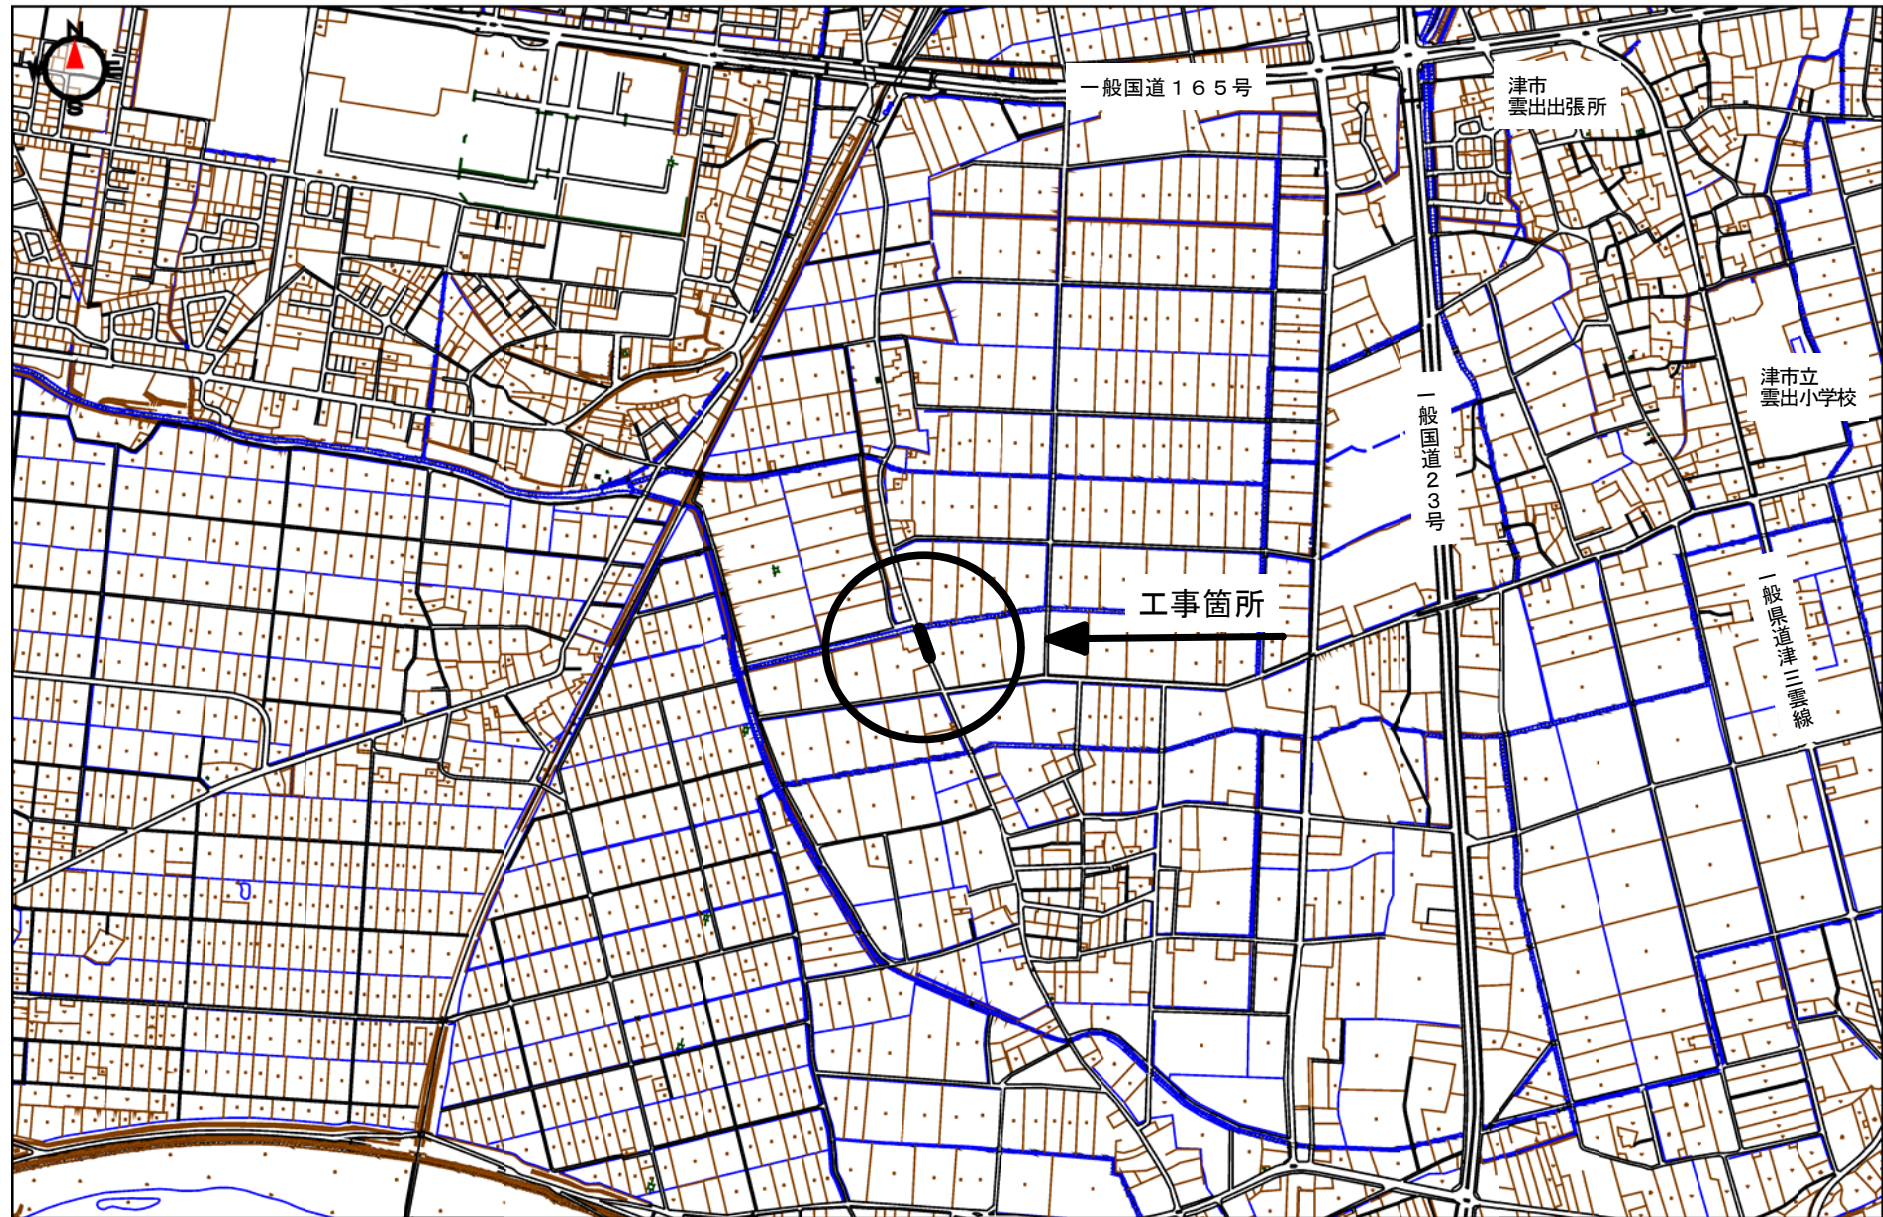 N
S
一般国道１６５号
津市
雲出出張所
津市立
雲出小学校
一般国道２３号
工事箇所
一般県道津三雲線